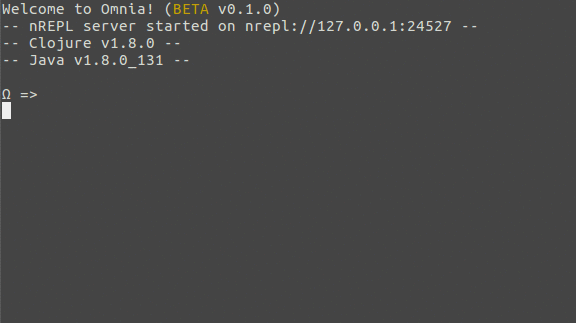 Welcome to Omnia! (BETA v0.1.0)
-- nREPL server started on nrepl://127.0.0.1:24527 --
-- Clojure v1.8.0 --
-- Java v1.8.0_131 --
Ω =>